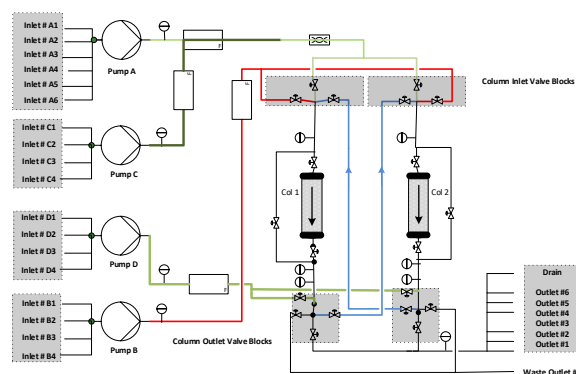 Inlet # A1
Inlet # A2
Inlet # A3
Inlet # A4
Inlet # A5
Inlet # A6
Pump A
Column Inlet Valve Blocks
Inlet # C1
Inlet # C2
Inlet # C3
Inlet # C4
Pump C
Col 1
Col 2
Inlet # D1
Inlet # D2
Inlet # D3
Inlet # D4
Pump D
Inlet # B1
Inlet # B2
Inlet # B3
Inlet # B4
Pump B
Column Outlet Valve Blocks
F
F
Drain
Outlet #6
Outlet #5
Outlet #4
Outlet #3
Outlet #2
Outlet #1
Waste Outlet #